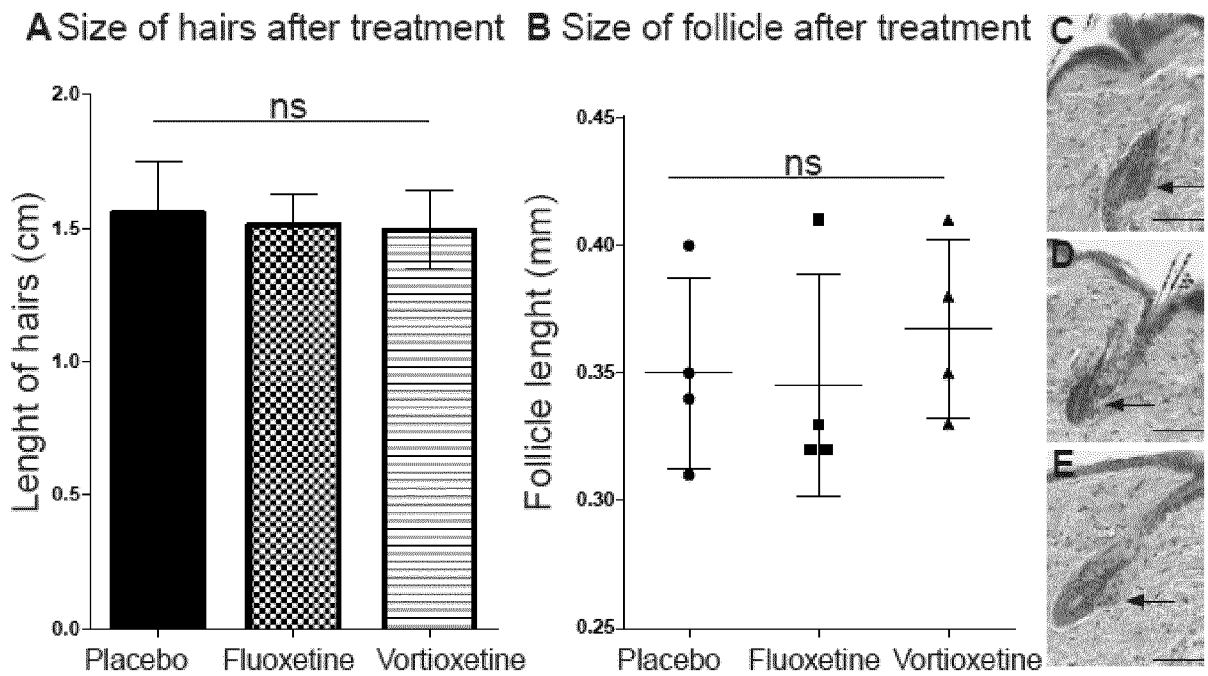 A Size of hairs after treatment
ns
Lenght of hairs (cm)
2.0
1.5
1.0
0.5
0.0
Placebo Fluoxetine Vortioxetine
B Size of follicle after treatment
ns
Follicle lenght (mm)
0.45
0.40
0.35
0.30
0.25
Placebo Fluoxetine Vortioxetine
C
D
E